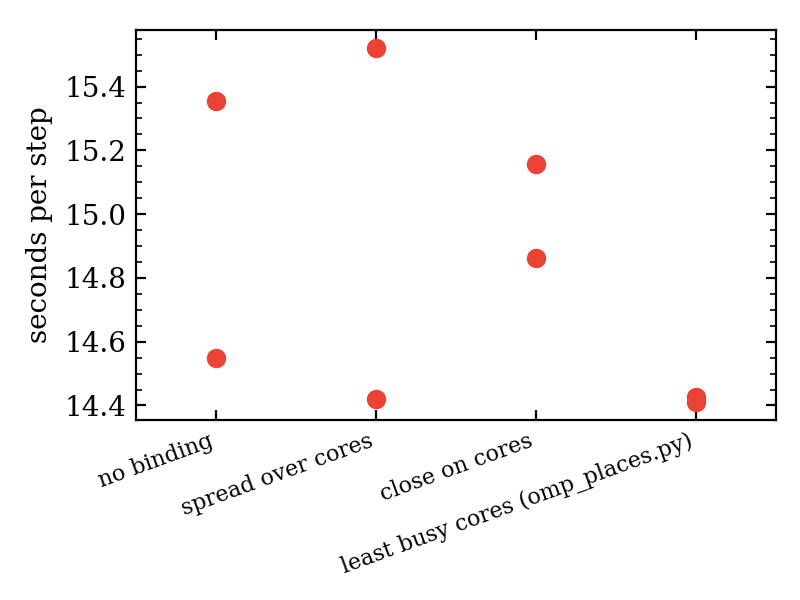 seconds per step
15.4
15.2
15.0
14.8
14.6
14.4
no binding
spread over cores
close on cores
least busy cores (omp_places.py)